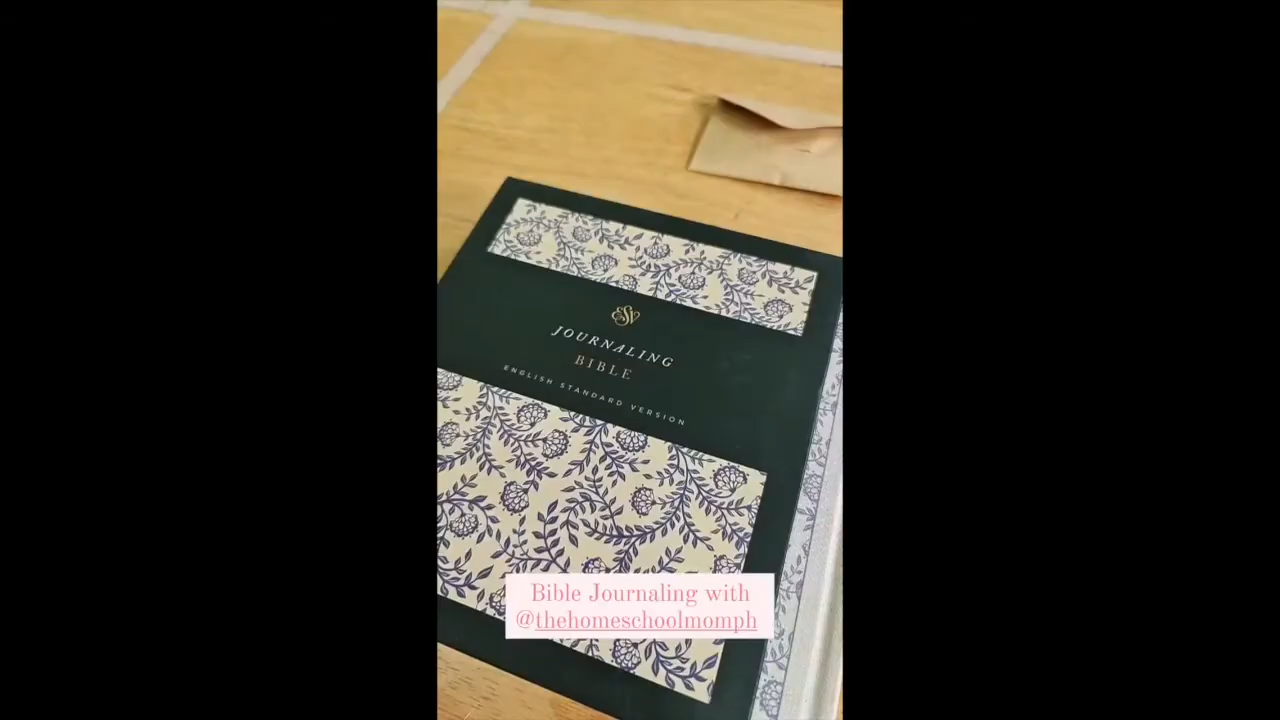 ESV
JOURNALING
BIBLE
ENGLISH STANDARD VERSION
Bible Journaling with
@thehomeschoolmomph